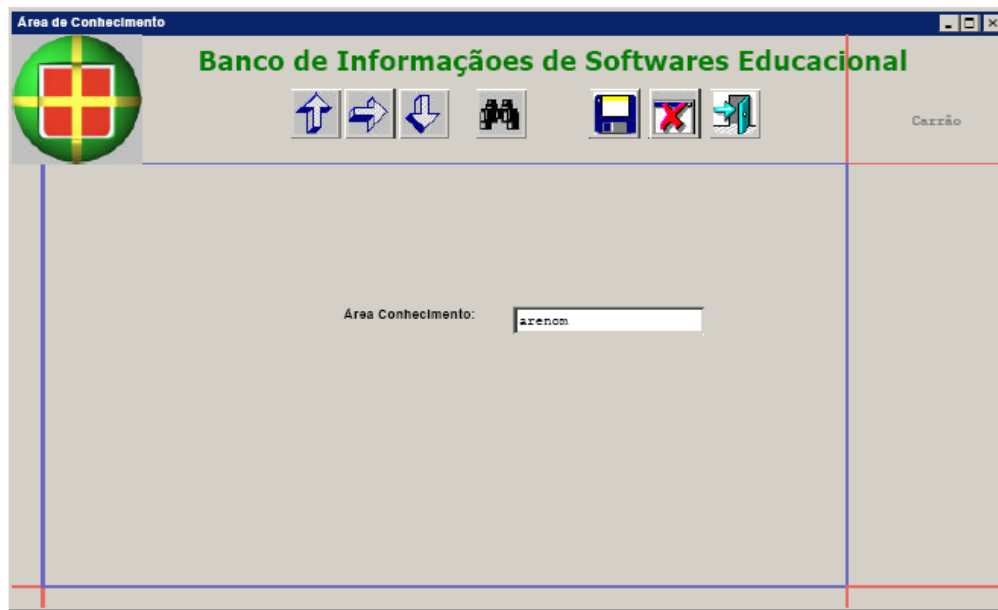 Área de Conhecimento
Banco de Informaçãoes de Softwares Educacional
Carrão
Área Conhecimento:
arenom